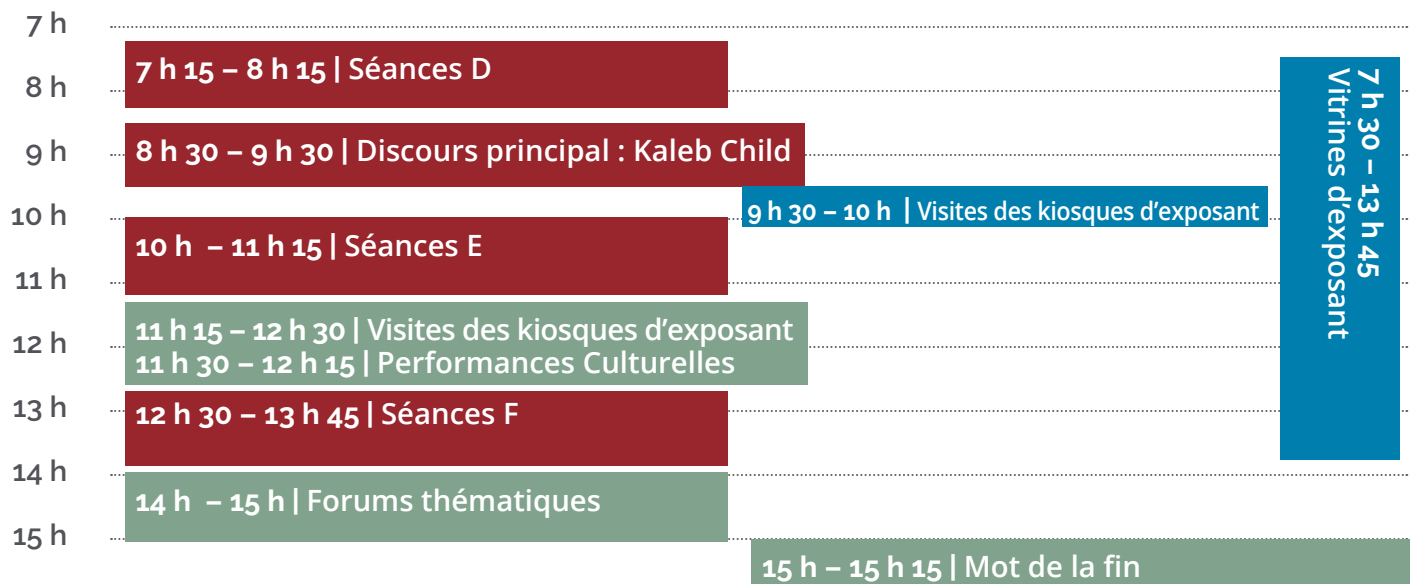 7 h
7 h 15 – 8 h 15 | Séances D
8 h
8 h 30 – 9 h 30 | Discours principal : Kaleb Child
9 h
9 h 30 – 10 h | Visites des kiosques d'exposant
10 h
10 h – 11 h 15 | Séances E
11 h
11 h 15 – 12 h 30 | Visites des kiosques d'exposant
12 h
11 h 30 – 12 h 15 | Performances Culturelles
13 h
12 h 30 – 13 h 45 | Séances F
14 h
14 h – 15 h | Forums thématiques
15 h
15 h – 15 h 15 | Mot de la fin
7 h 30 – 13 h 45
Vitrines d'exposant